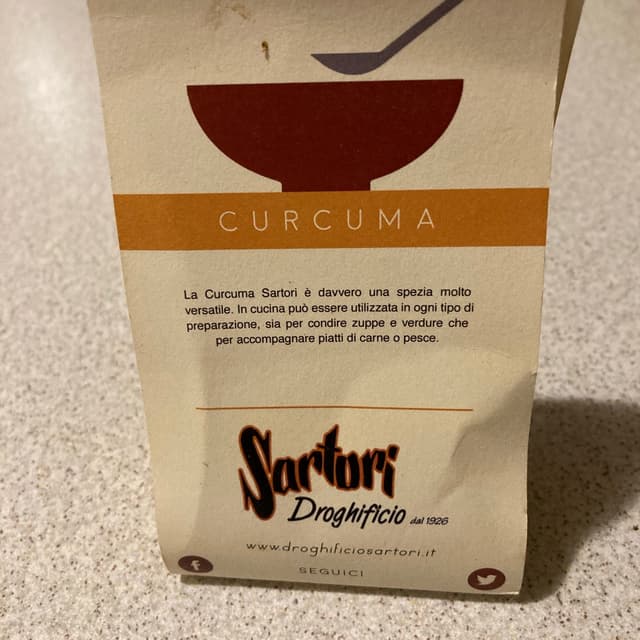 CURCUMA
La Curcuma Sartori è davvero una spezia molto
versatile. In cucina può essere utilizzata in ogni tipo di
preparazione, sia per condire zuppe e verdure che
per accompagnare piatti di carne o pesce.
Sartori
Droghificio dal 1926
www.droghificiosartori.it
SEGUICI